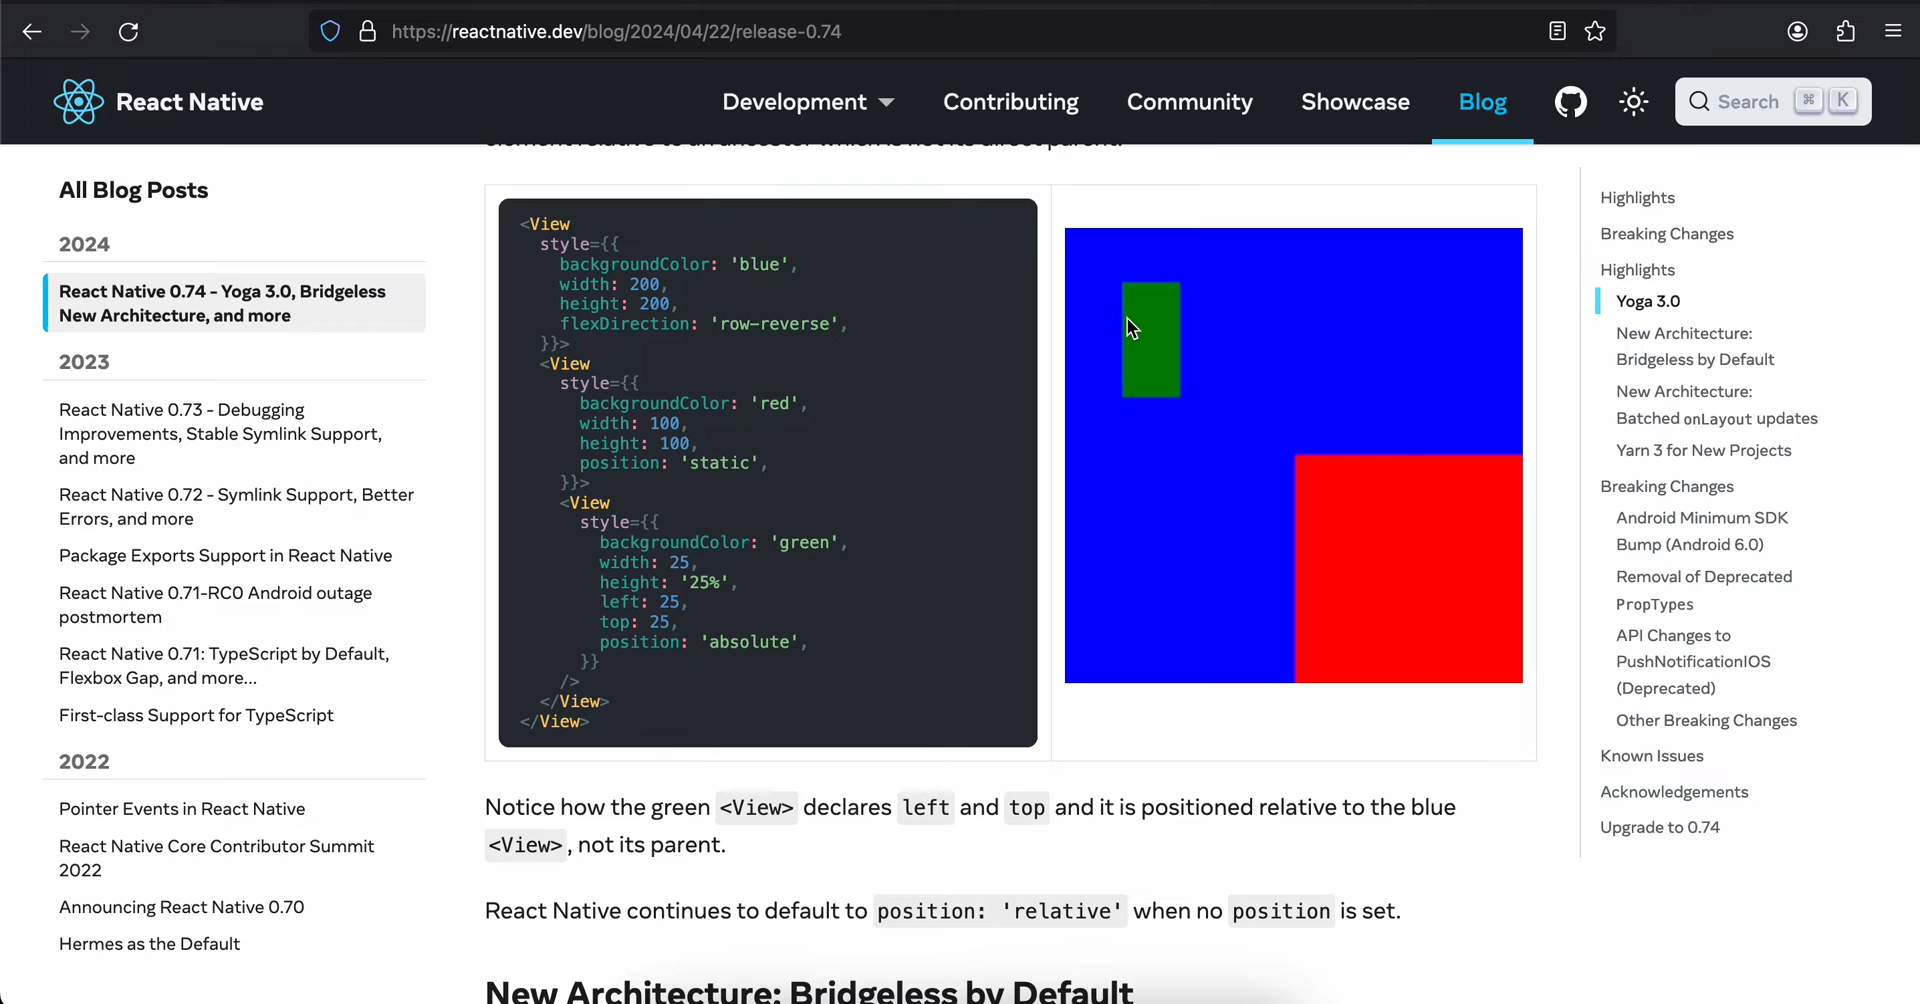 https://reactnative.dev/blog/2024/04/22/release-0.74
React Native
Development
Contributing
Community
Showcase
Blog
Search
⌘
K
element relative to an ancestor which is not its direct parent.
All Blog Posts
2024
React Native 0.74 - Yoga 3.0, Bridgeless
New Architecture, and more
2023
React Native 0.73 - Debugging
Improvements, Stable Symlink Support,
and more
React Native 0.72 - Symlink Support, Better
Errors, and more
Package Exports Support in React Native
React Native 0.71-RC0 Android outage
postmortem
React Native 0.71: TypeScript by Default,
Flexbox Gap, and more...
First-class Support for TypeScript
2022
Pointer Events in React Native
React Native Core Contributor Summit
2022
Announcing React Native 0.70
Hermes as the Default
<View
style={{
backgroundColor: 'blue',
width: 200,
height: 200,
flexDirection: 'row-reverse',
}}>
<View
style={{
backgroundColor: 'red',
width: 100,
height: 100,
position: 'static',
}}>
<View
style={{
backgroundColor: 'green',
width: 25,
height: '25%',
left: 25,
top: 25,
position: 'absolute',
}}
/>
</View>
</View>
Notice how the green <View> declares left and top and it is positioned relative to the blue
<View>, not its parent.
React Native continues to default to position: 'relative' when no position is set.
New Architecture: Bridgeless by Default
Highlights
Breaking Changes
Highlights
Yoga 3.0
New Architecture:
Bridgeless by Default
New Architecture:
Batched onLayout updates
Yarn 3 for New Projects
Breaking Changes
Android Minimum SDK
Bump (Android 6.0)
Removal of Deprecated
PropTypes
API Changes to
PushNotificationIOS
(Deprecated)
Other Breaking Changes
Known Issues
Acknowledgements
Upgrade to 0.74